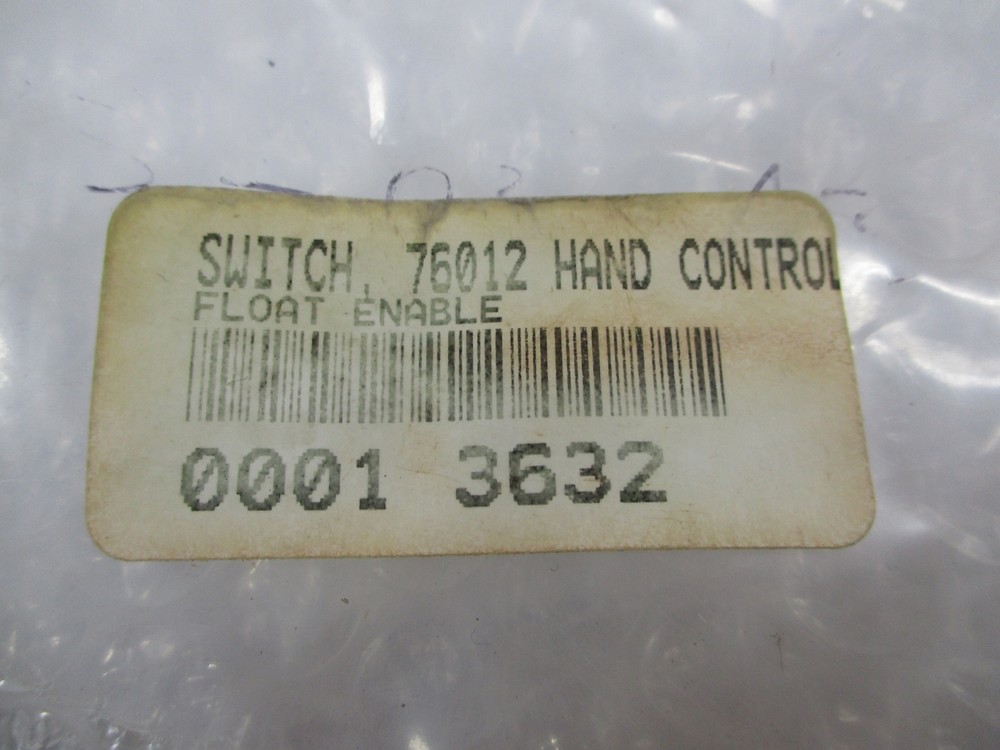 SWITCH, 76012 HAND CONTROL
FLOAT ENABLE
0001 3632